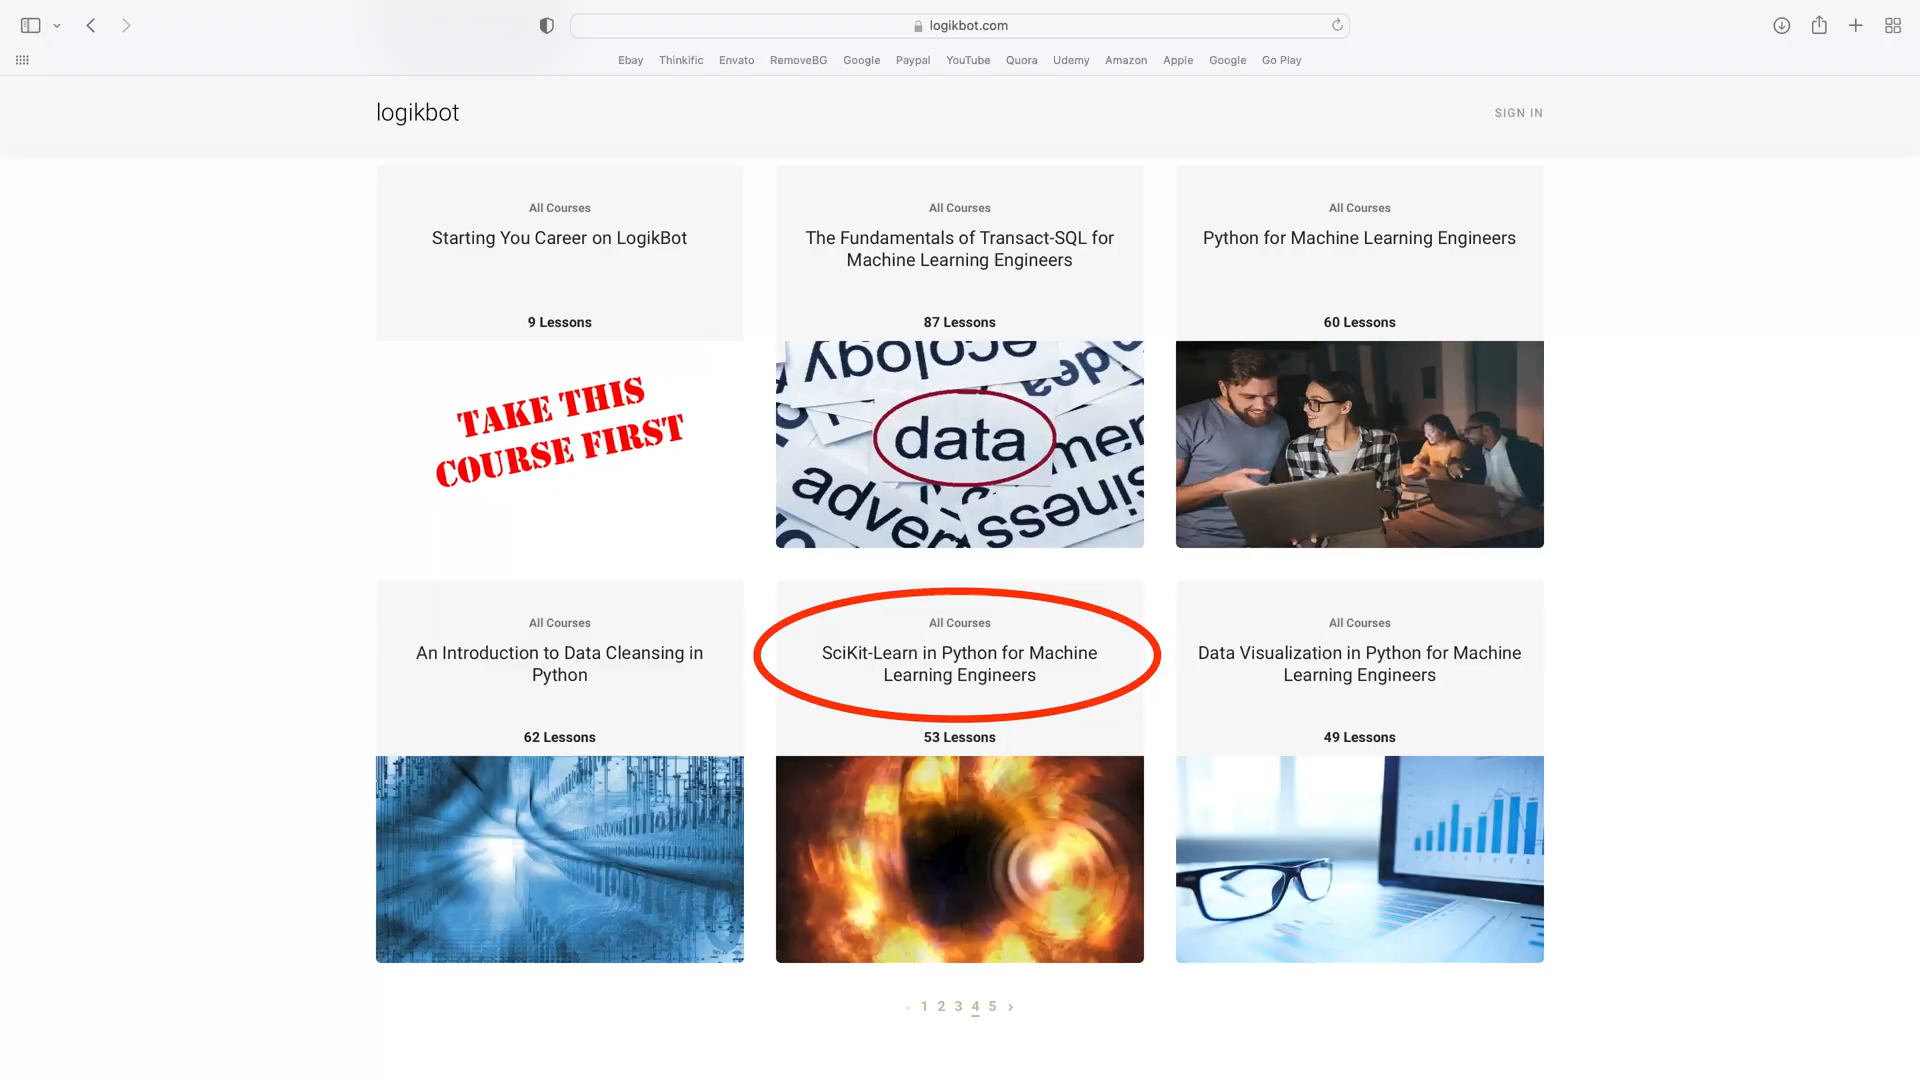 logikbot.com
Ebay Thinkific Envato RemoveBG Google Paypal YouTube Quora Udemy Amazon Apple Google Go Play
logikbot
SIGN IN
All Courses
Starting You Career on LogikBot
9 Lessons
TAKE THIS
COURSE FIRST
All Courses
The Fundamentals of Transact-SQL for
Machine Learning Engineers
87 Lessons
ecology
idea
data
adver
siness
All Courses
Python for Machine Learning Engineers
60 Lessons
All Courses
An Introduction to Data Cleansing in
Python
62 Lessons
All Courses
SciKit-Learn in Python for Machine
Learning Engineers
53 Lessons
All Courses
Data Visualization in Python for Machine
Learning Engineers
49 Lessons
‹ 1 2 3 4 5 ›